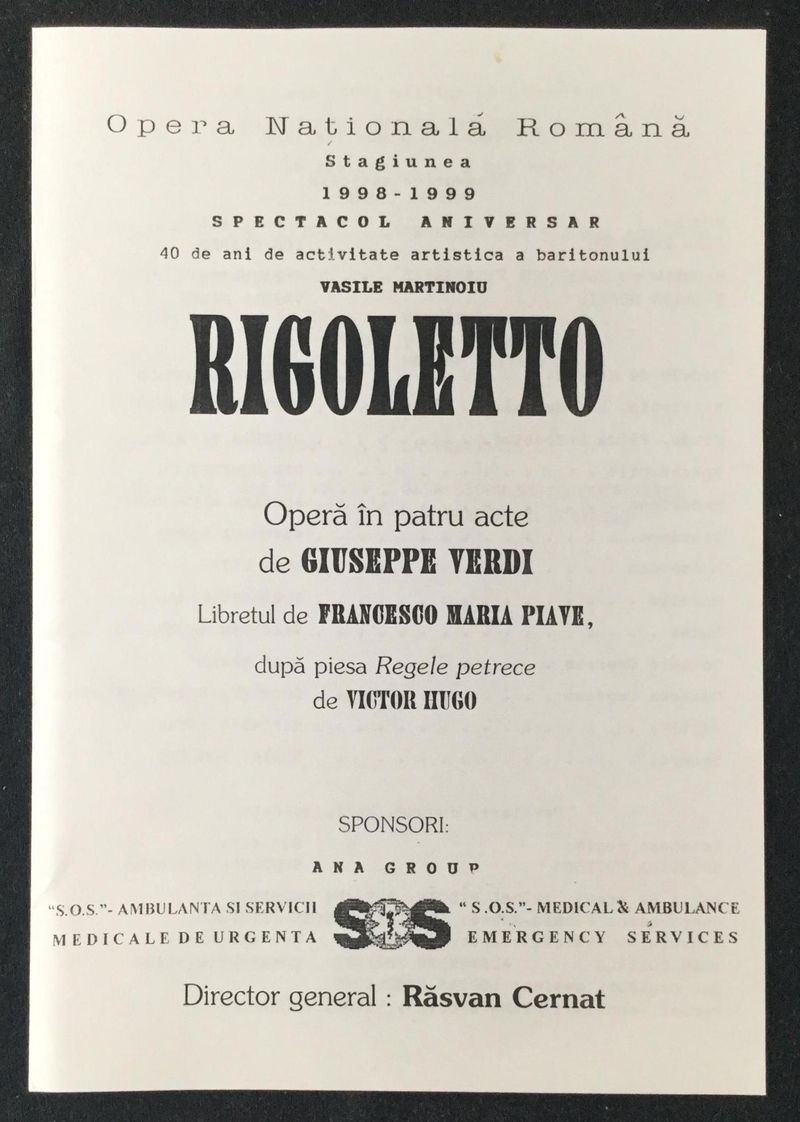 Opera Națională Română
Stagiunea
1998-1999
SPECTACOL ANIVERSAR
40 de ani de activitate artistica a baritonului
VASILE MARTINOIU
RIGOLETTO
Operă în patru acte
de GIUSEPPE VERDI
Libretul de FRANCESCO MARIA PIAVE,
după piesa Regele petrece
de VICTOR HUGO
SPONSORI:
ANA GROUP
"S.O.S."- AMBULANTA SI SERVICII
MEDICALE DE URGENTA
SOS
"S.O.S."- MEDICAL & AMBULANCE
EMERGENCY SERVICES
Director general : Răsvan Cernat